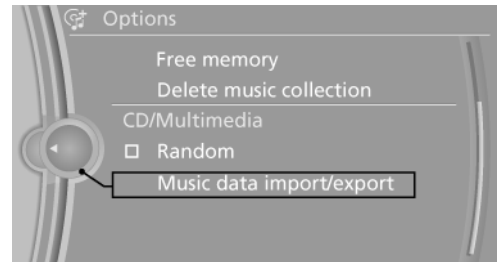 Options
Free memory
Delete music collection
CD/Multimedia
Random
Music data import/export